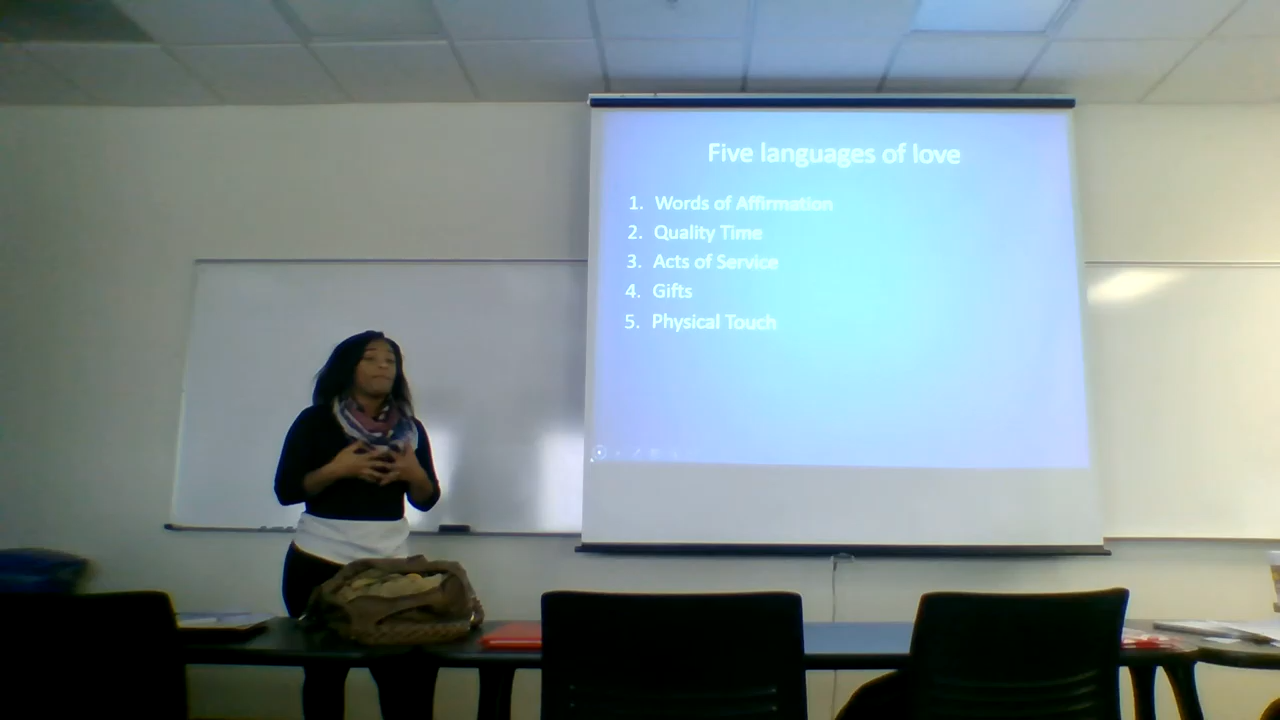 Five languages of love
1. Words of Affirmation
2. Quality Time
3. Acts of Service
4. Gifts
5. Physical Touch